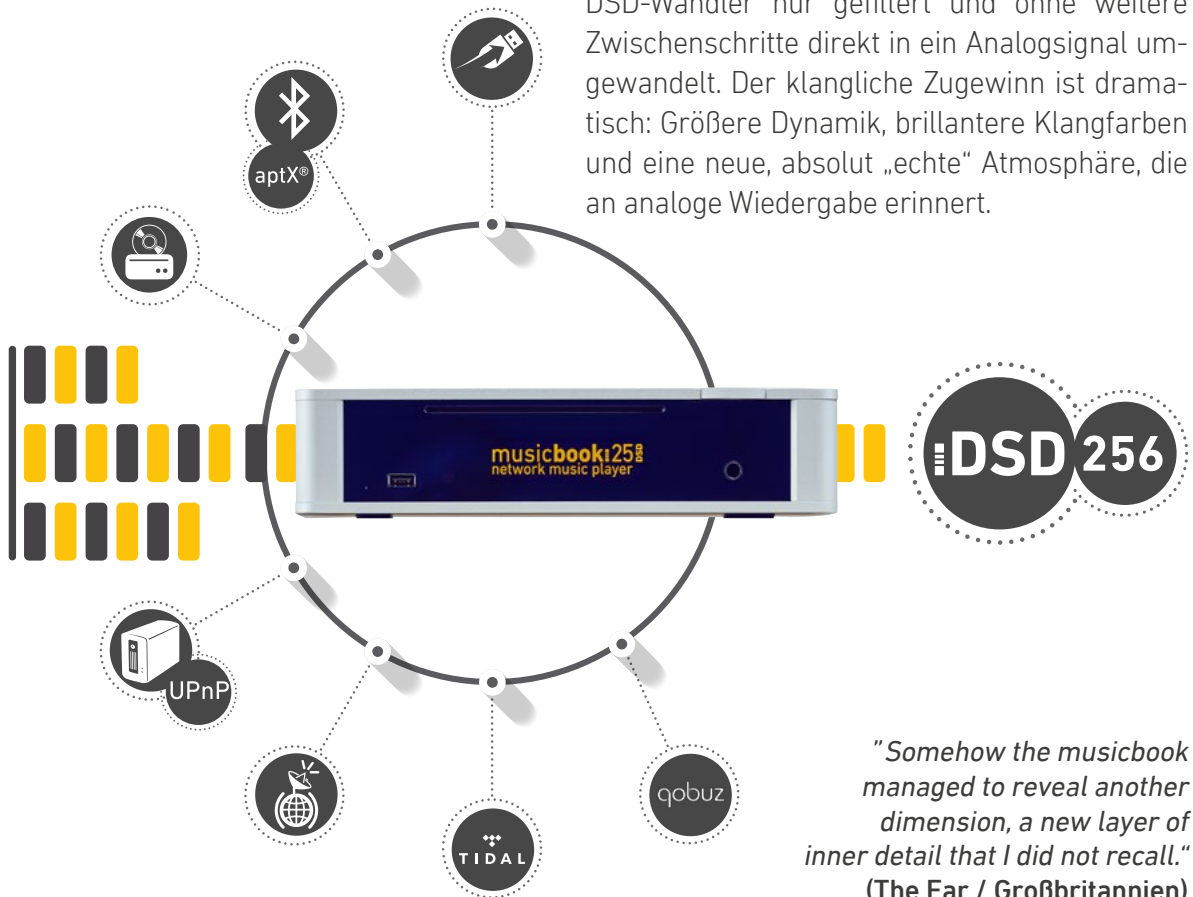 DSD-Wandler nur gefiltert und ohne weitere
Zwischenschritte direkt in ein Analogsignal um-
gewandelt. Der klangliche Zugewinn ist drama-
tisch: Größere Dynamik, brillantere Klangfarben
und eine neue, absolut „echte“ Atmosphäre, die
an analoge Wiedergabe erinnert.
aptX®
musicbook:25 DSD
network music player
DSD 256
UPnP
qobuz
TIDAL
"Somehow the musicbook
managed to reveal another
dimension, a new layer of
inner detail that I did not recall.“
(The Ear / Großbritannien)